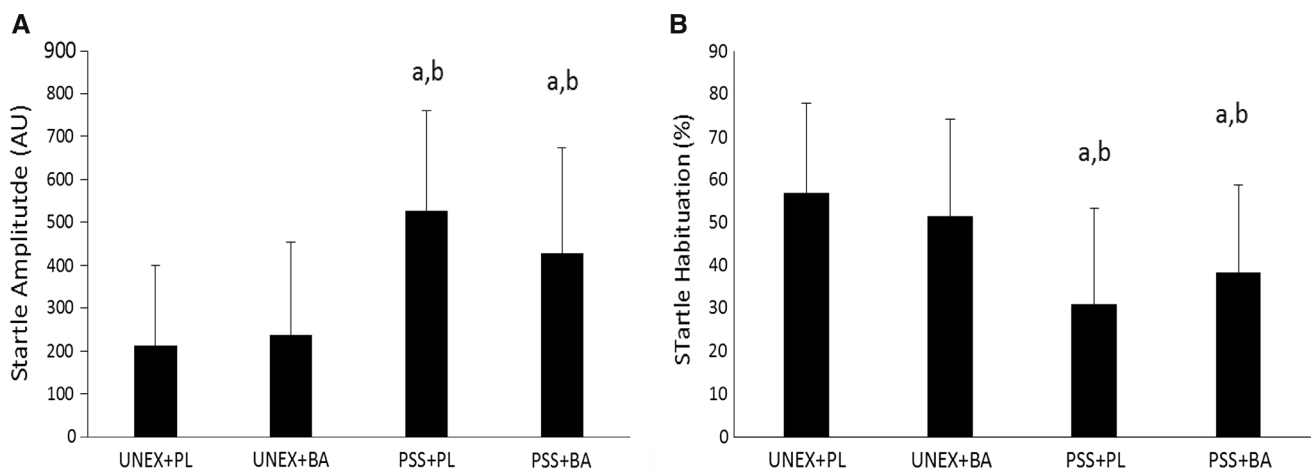 A
Startle Amplitutde (AU)
900
800
700
600
500
400
300
200
100
0
a,b
a,b
UNEX+PL UNEX+BA PSS+PL PSS+BA
B
STartle Habituation (%)
90
80
70
60
50
40
30
20
10
0
a,b
a,b
UNEX+PL UNEX+BA PSS+PL PSS+BA